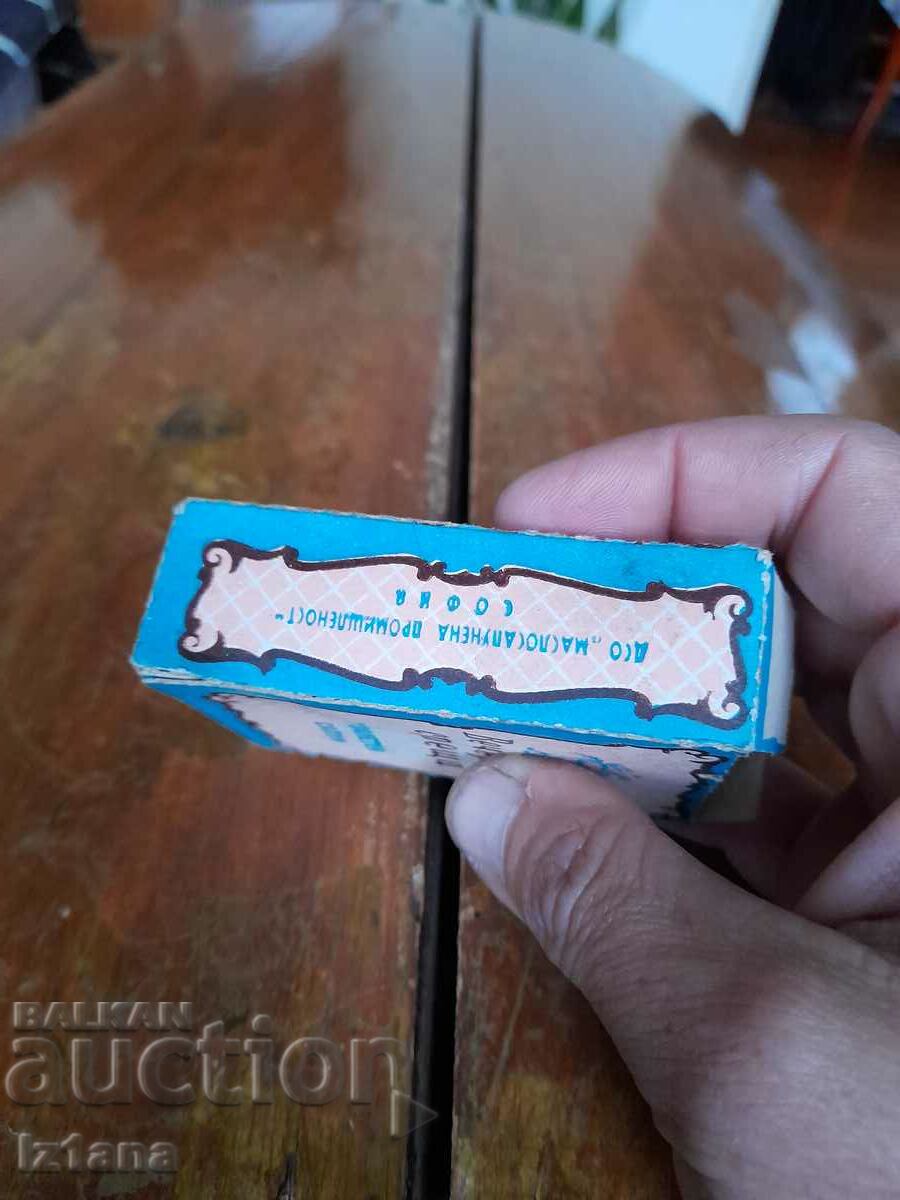 ДСО „МАСЛОСАПУНЕНА ПРОМИШЛЕНОСТ"
СОФИЯ
BALKAN
auction
iz1ana